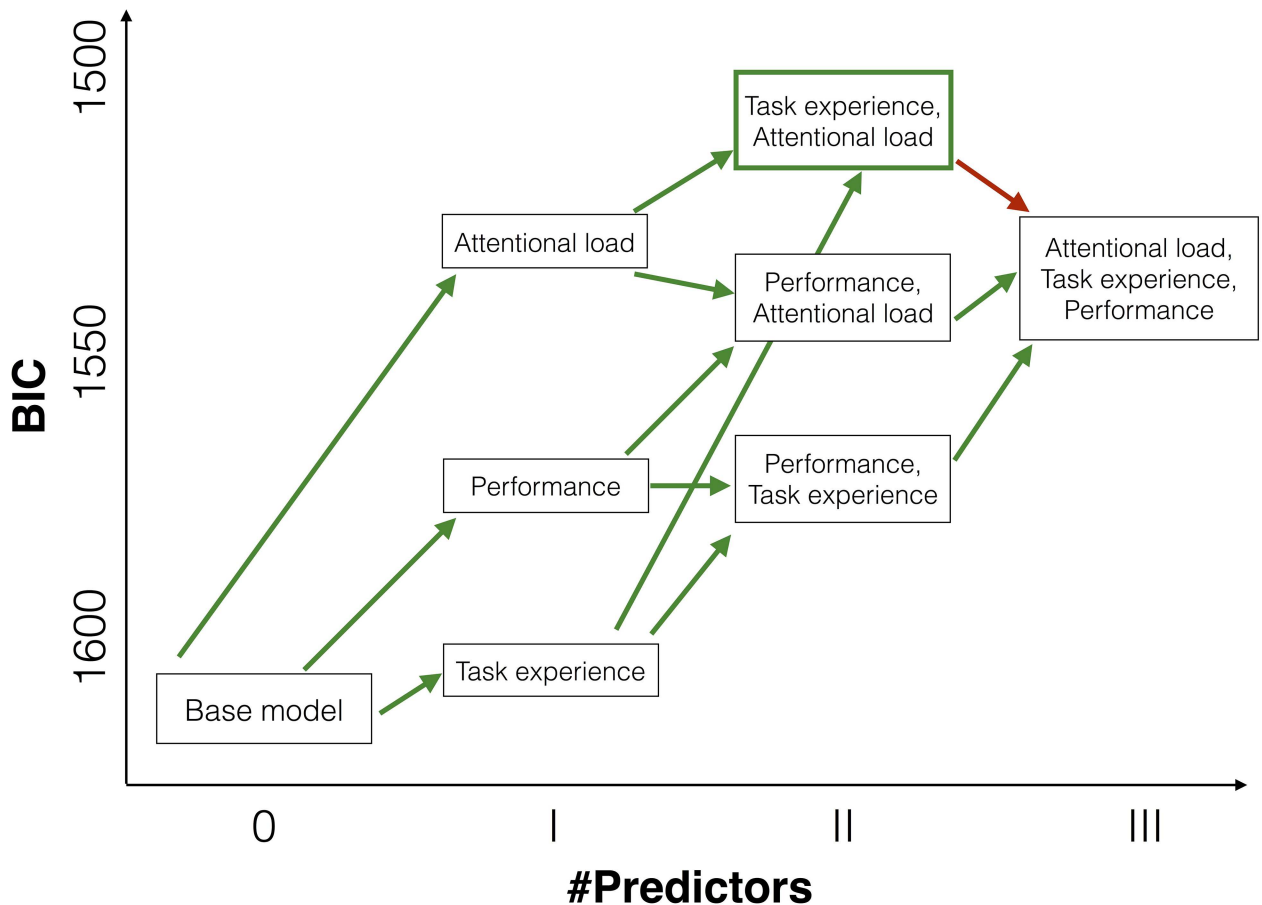 1500
1550
1600
BIC
Task experience,
Attentional load
Attentional load
Performance,
Attentional load
Attentional load,
Task experience,
Performance
Performance
Performance,
Task experience
Task experience
Base model
0
I
II
III
#Predictors